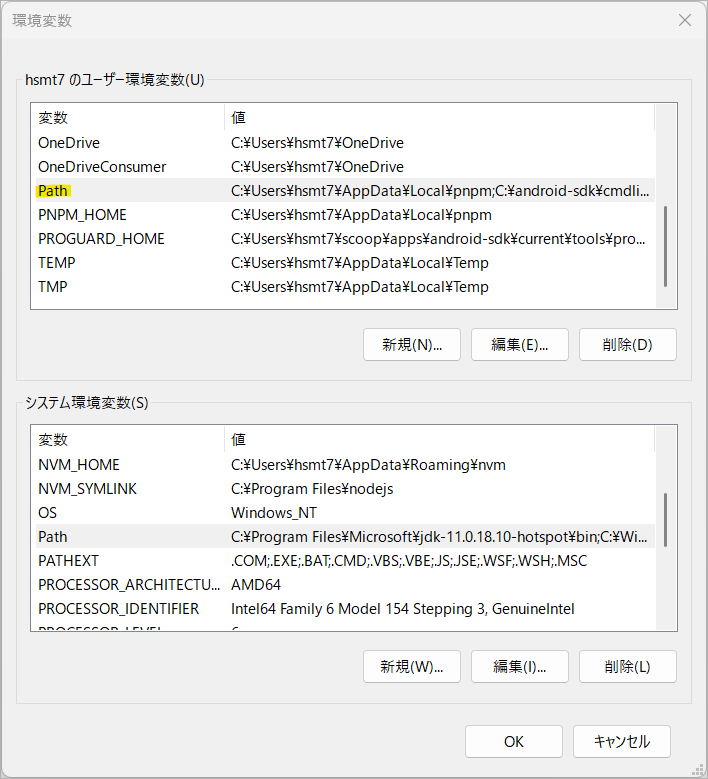 環境変数
hsmt7 のユーザー環境変数(U)
変数 値
OneDrive C:¥Users¥hsmt7¥OneDrive
OneDriveConsumer C:¥Users¥hsmt7¥OneDrive
Path C:¥Users¥hsmt7¥AppData¥Local¥pnpm;C:¥android-sdk¥cmdli...
PNPM_HOME C:¥Users¥hsmt7¥AppData¥Local¥pnpm
PROGUARD_HOME C:¥Users¥hsmt7¥scoop¥apps¥android-sdk¥current¥tools¥pro...
TEMP C:¥Users¥hsmt7¥AppData¥Local¥Temp
TMP C:¥Users¥hsmt7¥AppData¥Local¥Temp
新規(N)... 編集(E)... 削除(D)
システム環境変数(S)
変数 値
NVM_HOME C:¥Users¥hsmt7¥AppData¥Roaming¥nvm
NVM_SYMLINK C:¥Program Files¥nodejs
OS Windows_NT
Path C:¥Program Files¥Microsoft¥jdk-11.0.18.10-hotspot¥bin;C:¥Wi...
PATHEXT .COM;.EXE;.BAT;.CMD;.VBS;.VBE;.JS;.JSE;.WSF;.WSH;.MSC
PROCESSOR_ARCHITECTU... AMD64
PROCESSOR_IDENTIFIER Intel64 Family 6 Model 154 Stepping 3, GenuineIntel
PROCESSOR_LEVEL 6
新規(W)... 編集(I)... 削除(L)
OK キャンセル